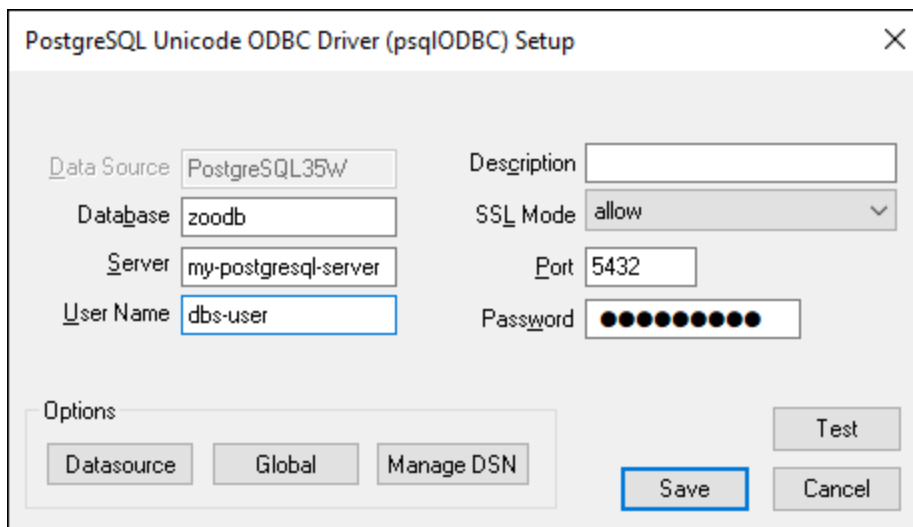 PostgreSQL Unicode ODBC Driver (psqlODBC) Setup
Data Source PostgreSQL35W
Description
Database zoodb
SSL Mode allow
Server my-postgresql-server
Port 5432
User Name dbs-user
Password ●●●●●●●●●
Options
Datasource Global Manage DSN
Test
Save Cancel